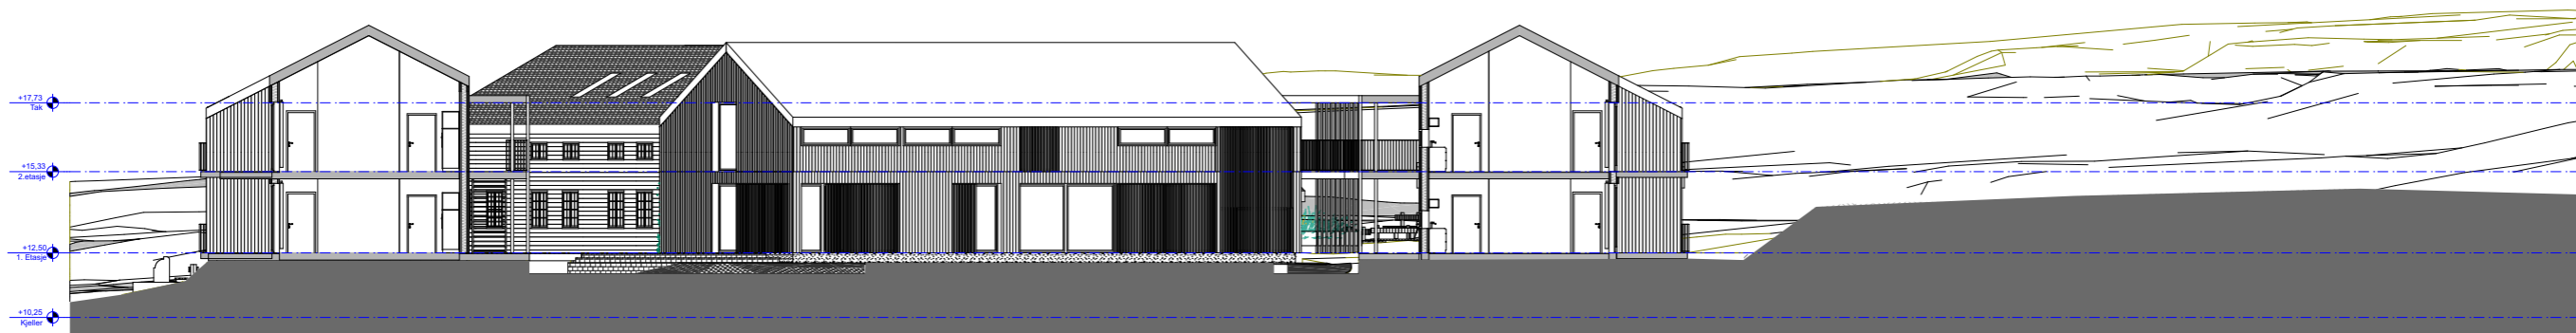 +17,73
Tak
+15,33
2.etasje
+12,50
1. Etasje
+10,25
Kjeller